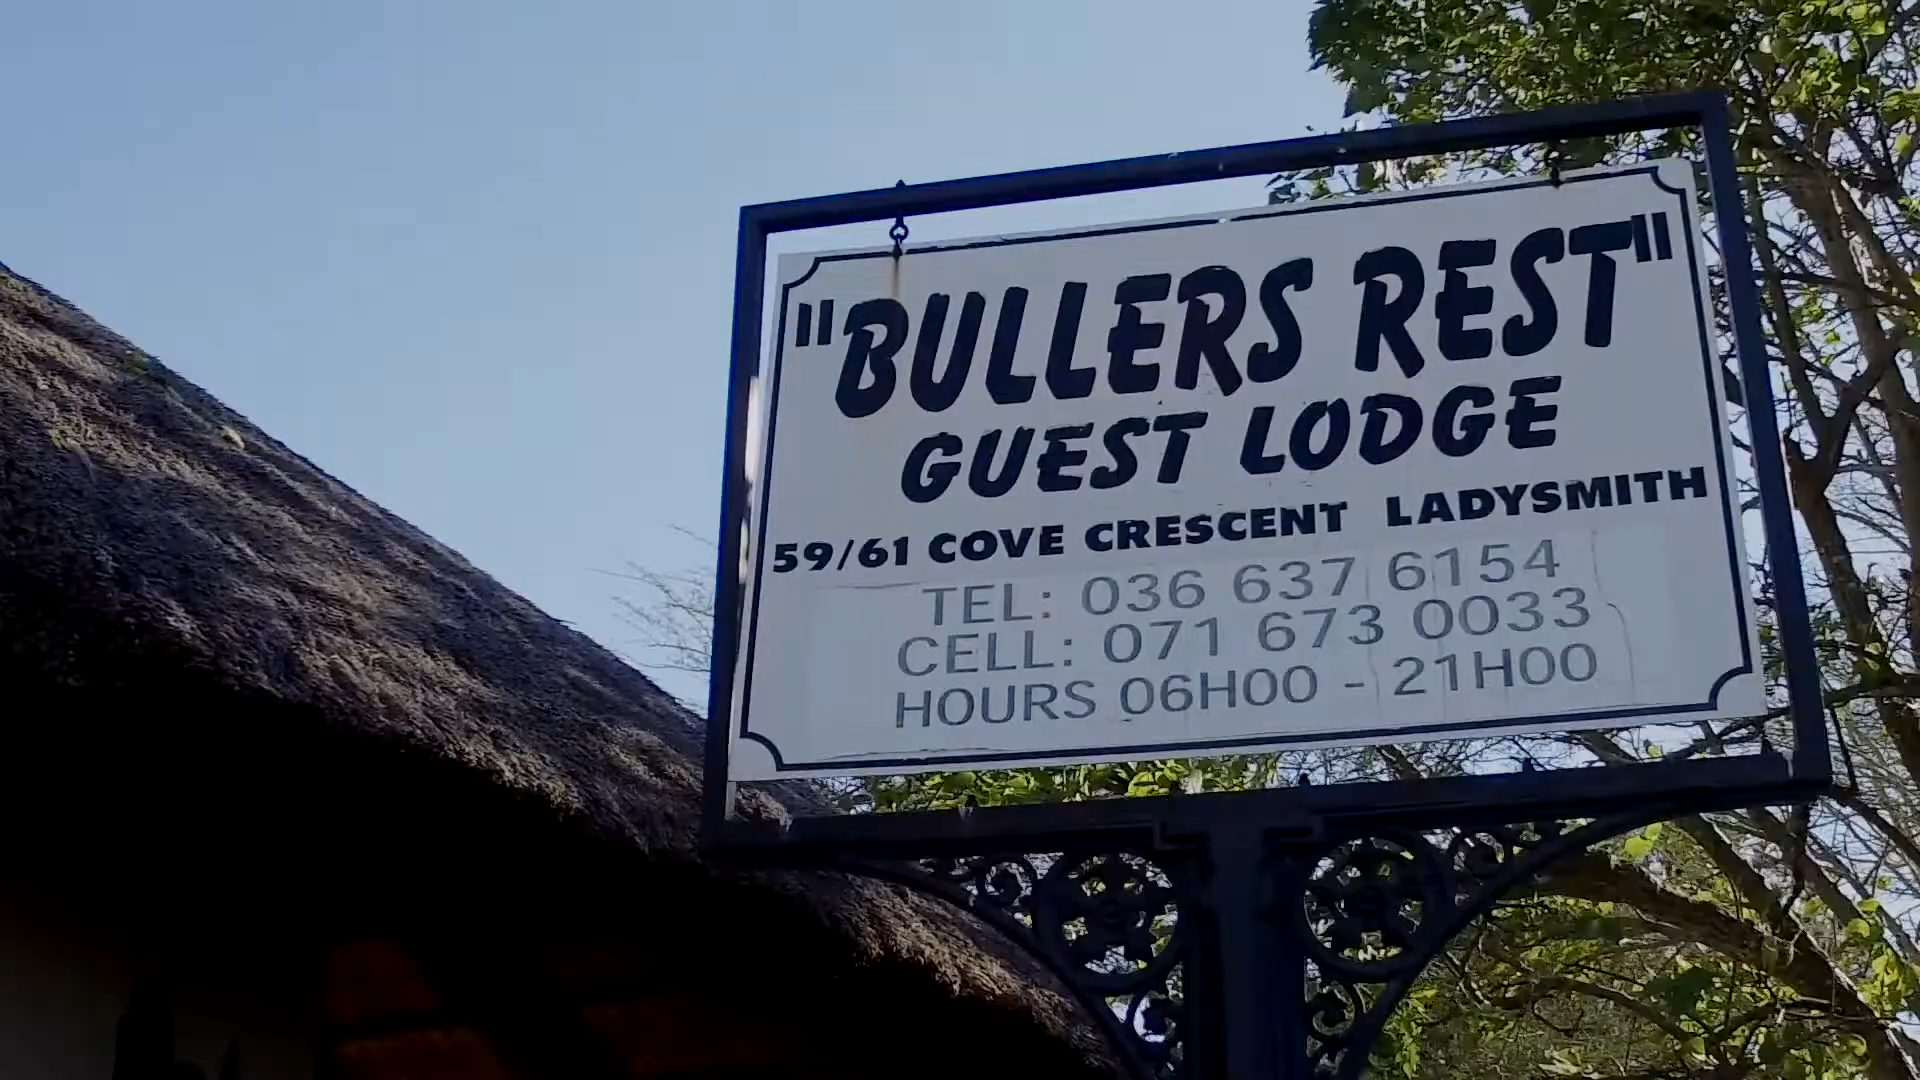 "BULLERS REST"
GUEST LODGE
59/61 COVE CRESCENT LADYSMITH
TEL: 036 637 6154
CELL: 071 673 0033
HOURS 06H00 - 21H00